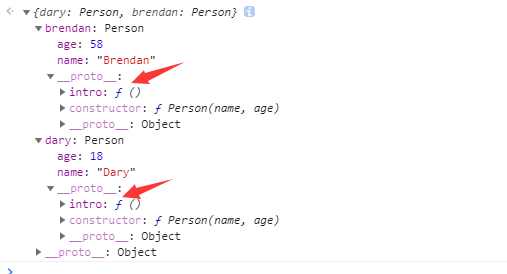 {dary: Person, brendan: Person} i
brendan: Person
age: 58
name: "Brendan"
__proto__:
intro: ƒ ()
constructor: ƒ Person(name, age)
__proto__: Object
dary: Person
age: 18
name: "Dary"
__proto__:
intro: ƒ ()
constructor: ƒ Person(name, age)
__proto__: Object
__proto__: Object